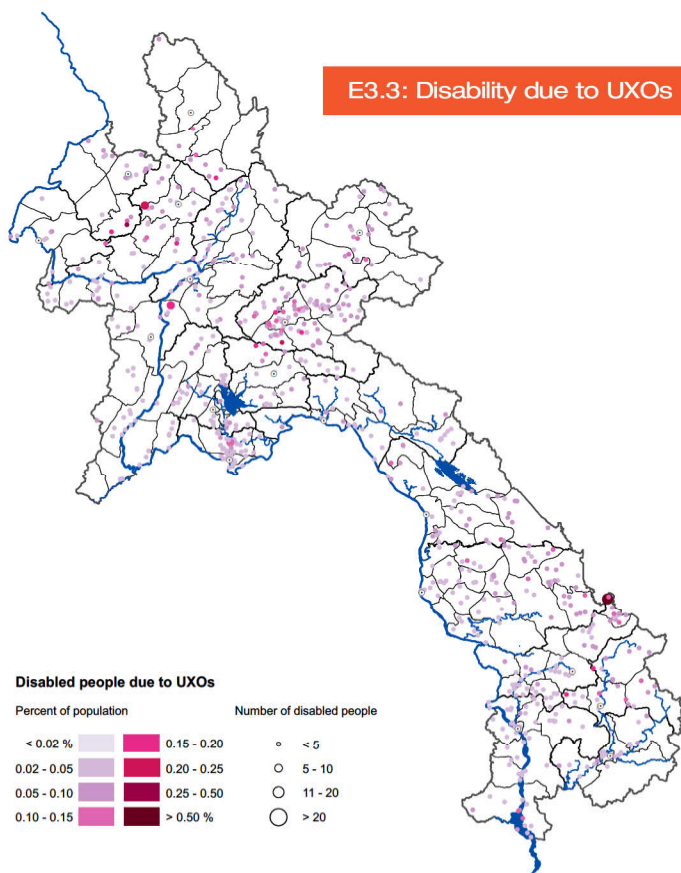 E3.3: Disability due to UXOs
Disabled people due to UXOs
Percent of population
Number of disabled people
< 0.02 %
0.15 - 0.20
< 5
0.02 - 0.05
0.20 - 0.25
5 - 10
0.05 - 0.10
0.25 - 0.50
11 - 20
0.10 - 0.15
> 0.50 %
> 20